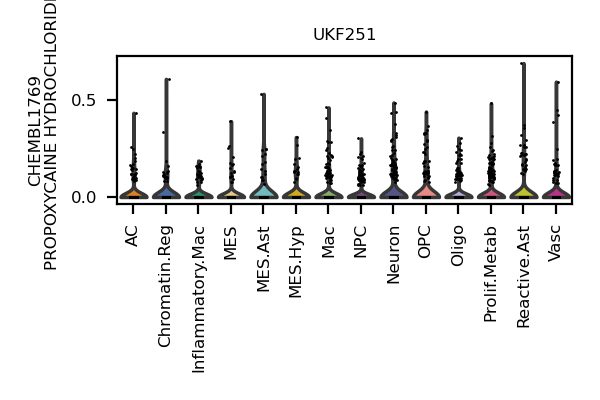 UKF251
CHEMBL1769
PROPOXYCAINE HYDROCHLORIDE
0.5
0.0
AC
Chromatin.Reg
Inflammatory.Mac
MES
MES.Ast
MES.Hyp
Mac
NPC
Neuron
OPC
Oligo
Prolif.Metab
Reactive.Ast
Vasc